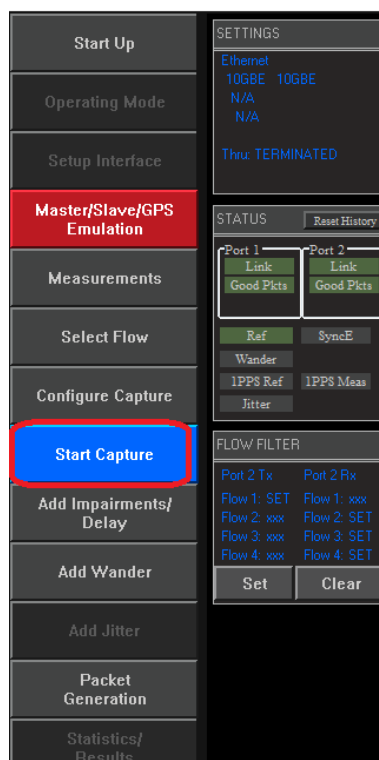 Start Up
Operating Mode
Setup Interface
Master/Slave/GPS
Emulation
Measurements
Select Flow
Configure Capture
Start Capture
Add Impairments/
Delay
Add Wander
Add Jitter
Packet
Generation
Statistics/
Results
SETTINGS
Ethernet
10GBE 10GBE
N/A
N/A
Thru: TERMINATED
STATUS Reset History
Port 1 Port 2
Link Link
Good Pkts Good Pkts
Ref SyncE
Wander
1PPS Ref 1PPS Meas
Jitter
FLOW FILTER
Port 2 Tx Port 2 Rx
Flow 1: SET Flow 1: xxx
Flow 2: xxx Flow 2: SET
Flow 3: xxx Flow 3: SET
Flow 4: xxx Flow 4: SET
Set Clear